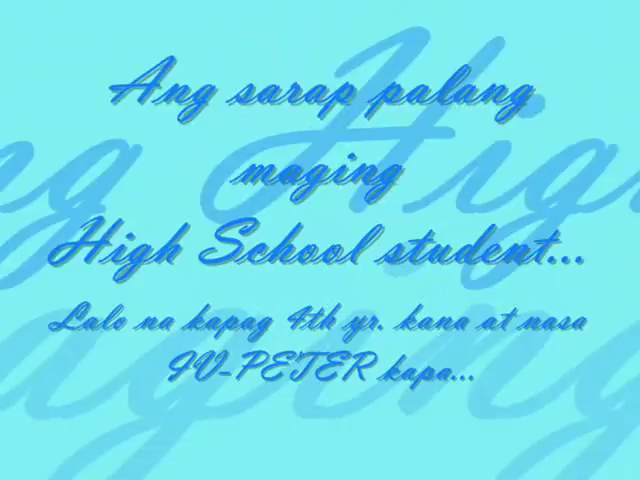 Ang sarap palang
maging
High School student...
Lalo na kapag 4th yr. kana at nasa
IV-PETER kapa...